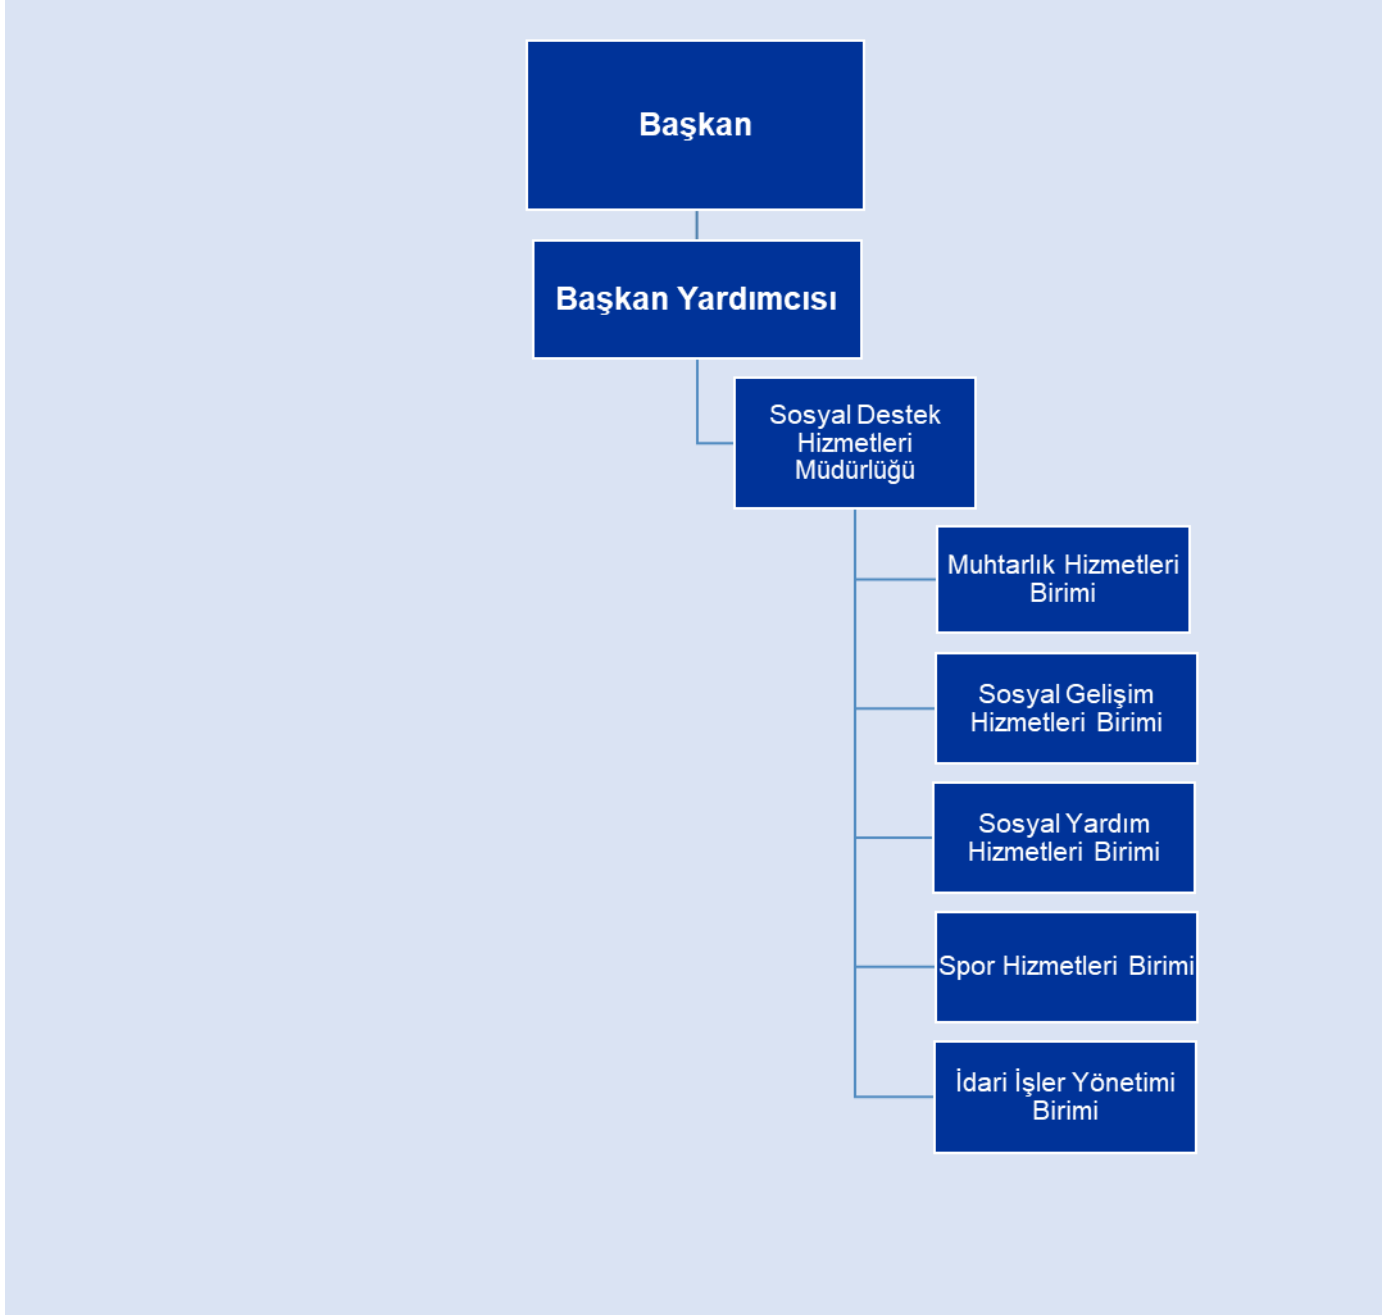 Başkan
Başkan Yardımcısı
Sosyal Destek
Hizmetleri
Müdürlüğü
Muhtarlık Hizmetleri
Birimi
Sosyal Gelişim
Hizmetleri Birimi
Sosyal Yardım
Hizmetleri Birimi
Spor Hizmetleri Birimi
İdari İşler Yönetimi
Birimi